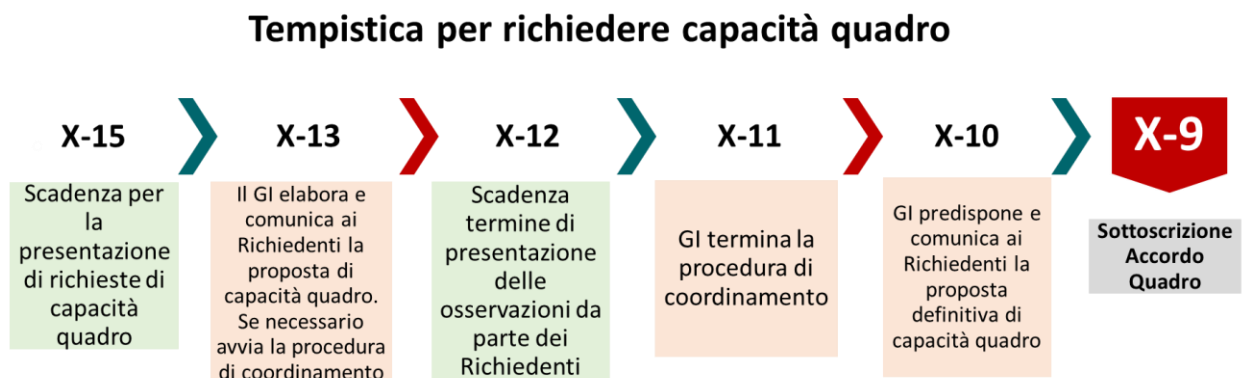 Tempistica per richiedere capacità quadro
X-15
Scadenza per
la
presentazione
di richieste di
capacità
quadro
X-13
Il GI elabora e
comunica ai
Richiedenti la
proposta di
capacità quadro.
Se necessario
avvia la procedura
di coordinamento
X-12
Scadenza
termine di
presentazione
delle
osservazioni da
parte dei
Richiedenti
X-11
GI termina la
procedura di
coordinamento
X-10
GI predispone e
comunica ai
Richiedenti la
proposta
definitiva di
capacità quadro
X-9
Sottoscrizione
Accordo
Quadro